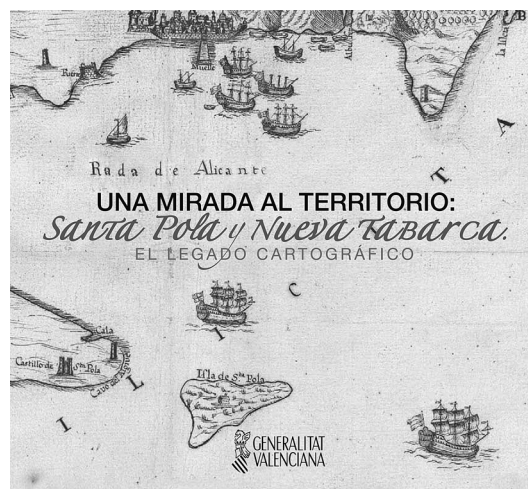 Muelle
Rada de Alicante
UNA MIRADA AL TERRITORIO:
Santa Pola y Nueva Tabarca.
EL LEGADO CARTOGRÁFICO
T
A
C
I
L
I
Cala
Castillo de Sta Pola
Isla de Sta Pola
GENERALITAT
VALENCIANA